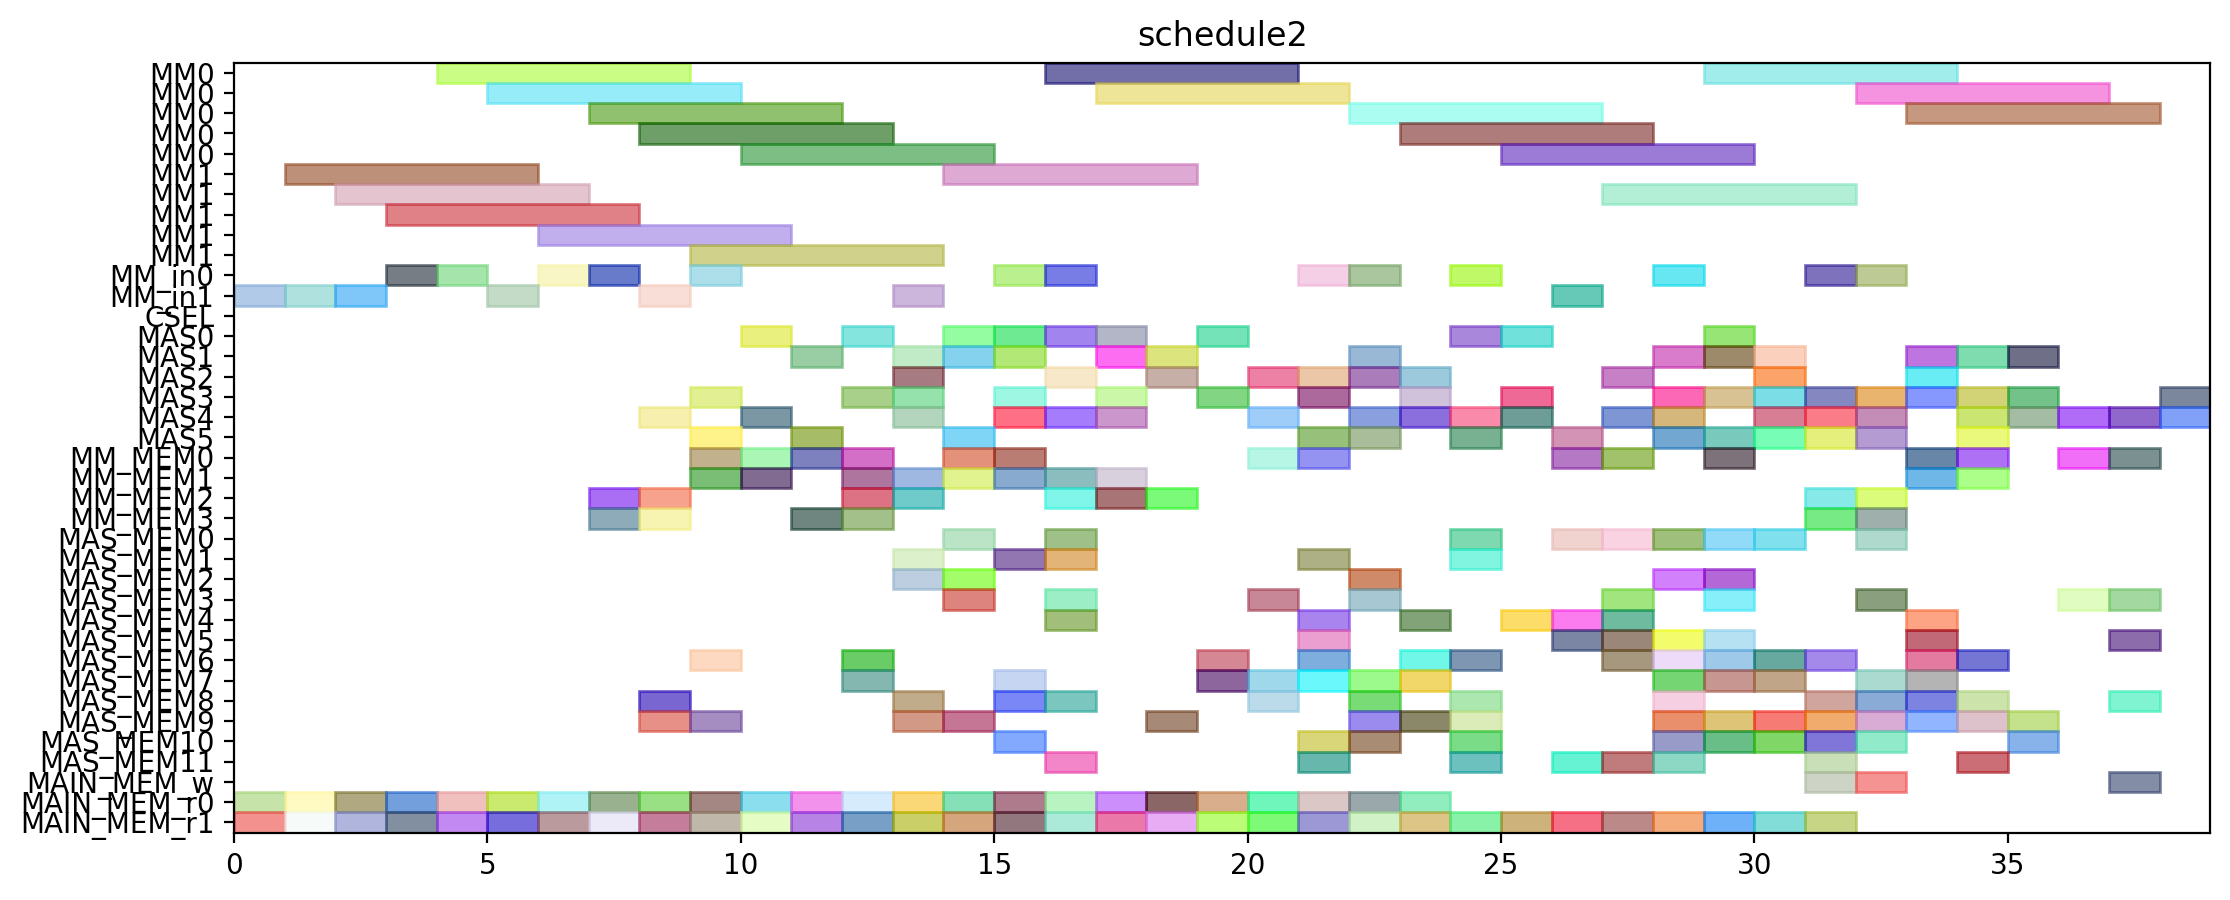 schedule2
MM0
MM0
MM0
MM0
MM0
MM1
MM1
MM1
MM1
MM1
MM_in0
MM_in1
CSEL
MAS0
MAS1
MAS2
MAS3
MAS4
MAS5
MM_MEM0
MM_MEM1
MM_MEM2
MM_MEM3
MAS_MEM0
MAS_MEM1
MAS_MEM2
MAS_MEM3
MAS_MEM4
MAS_MEM5
MAS_MEM6
MAS_MEM7
MAS_MEM8
MAS_MEM9
MAS_MEM10
MAS_MEM11
MAIN_MEM_w
MAIN_MEM_r0
MAIN_MEM_r1
0 5 10 15 20 25 30 35